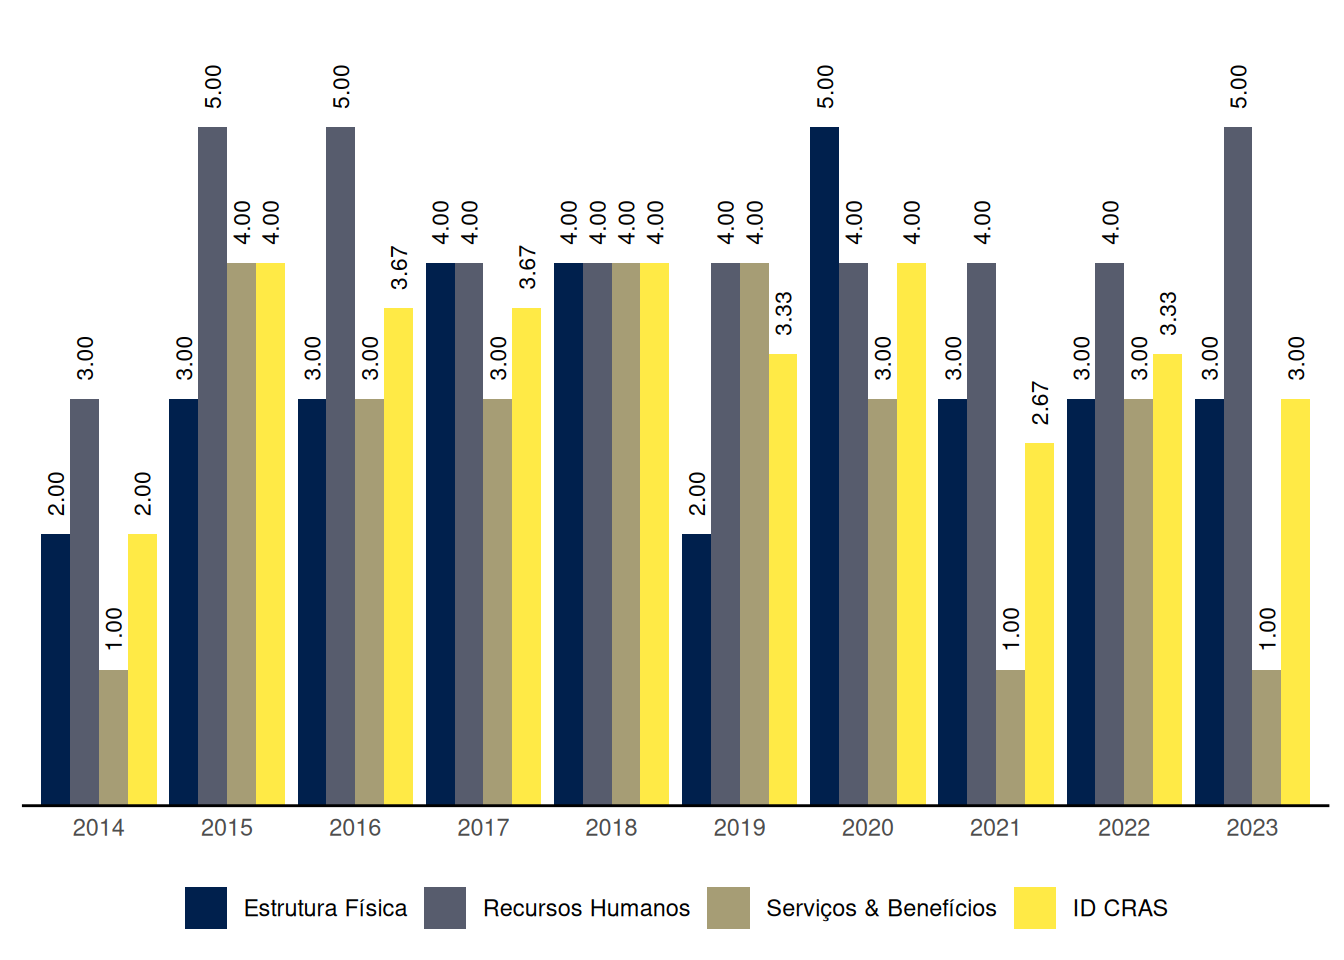 5.00 5.00 5.00 5.00
4.00 4.00 4.00 4.00 4.00 4.00 4.00 4.00 4.00 4.00 4.00 4.00 4.00 4.00
3.67 3.67
3.33 3.33
3.00 3.00 3.00 3.00 3.00 3.00 3.00 3.00 3.00 3.00 3.00
2.67
2.00 2.00 2.00
1.00 1.00 1.00
2014 2015 2016 2017 2018 2019 2020 2021 2022 2023
Estrutura Física Recursos Humanos Serviços & Benefícios ID CRAS